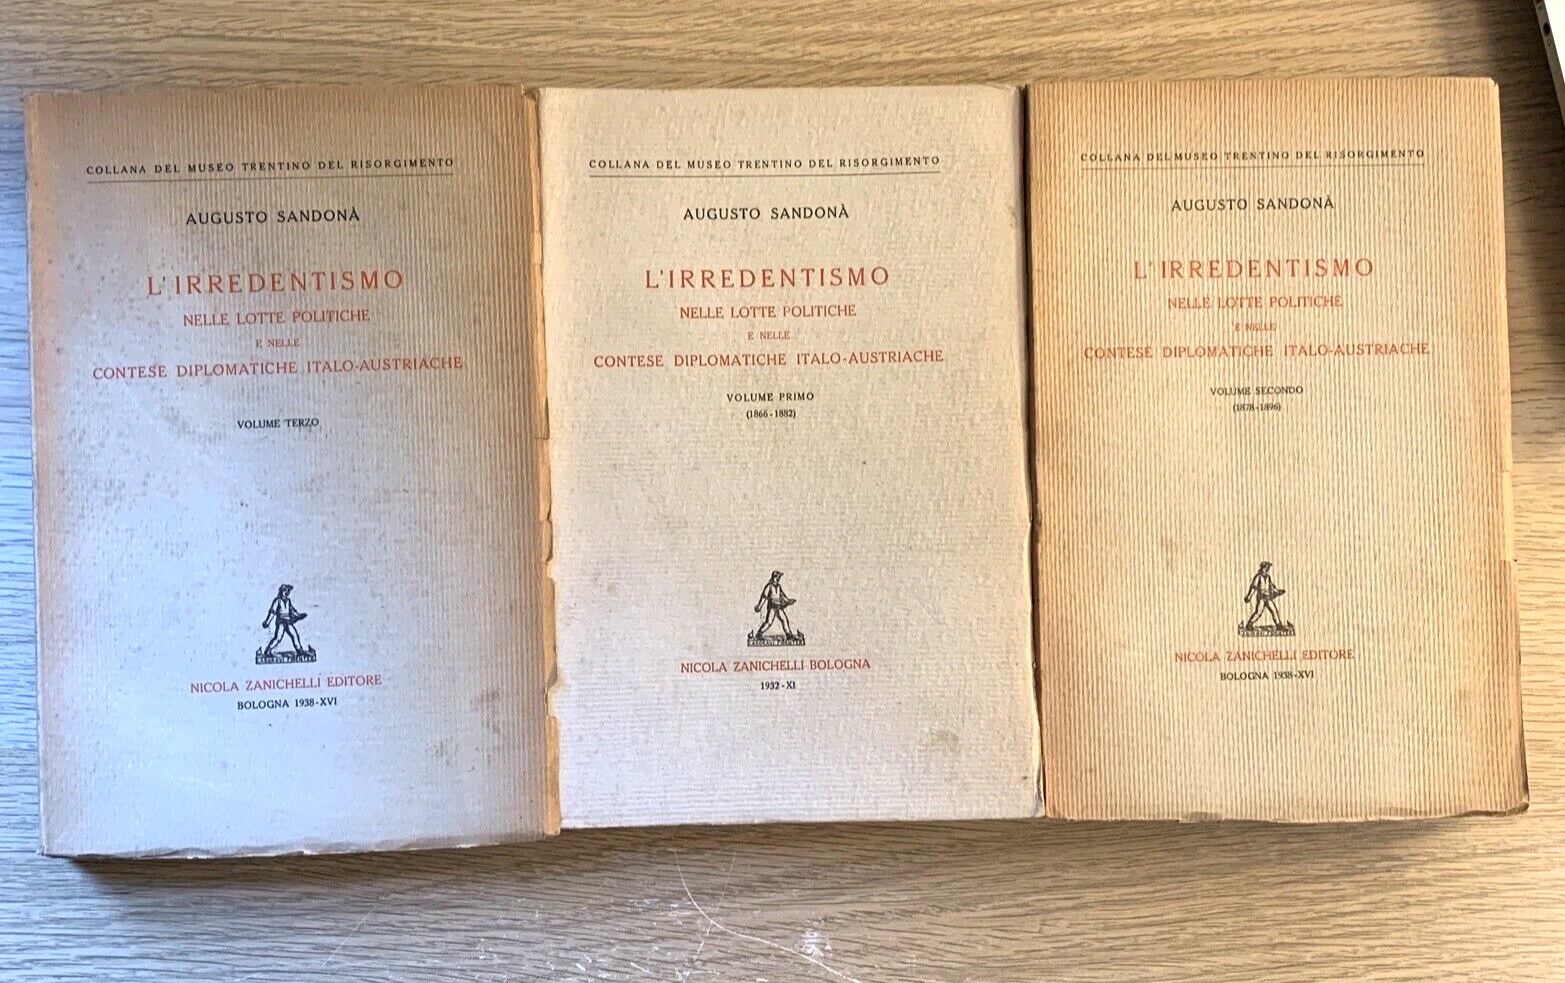 COLLANA DEL MUSEO TRENTINO DEL RISORGIMENTO
AUGUSTO SANDONÀ
L'IRREDENTISMO
NELLE LOTTE POLITICHE
E NELLE
CONTESE DIPLOMATICHE ITALO-AUSTRIACHE
VOLUME TERZO
NICOLA ZANICHELLI EDITORE
BOLOGNA 1938-XVI
COLLANA DEL MUSEO TRENTINO DEL RISORGIMENTO
AUGUSTO SANDONÀ
L'IRREDENTISMO
NELLE LOTTE POLITICHE
E NELLE
CONTESE DIPLOMATICHE ITALO-AUSTRIACHE
VOLUME PRIMO
(1866-1882)
NICOLA ZANICHELLI BOLOGNA
1932-XI
COLLANA DEL MUSEO TRENTINO DEL RISORGIMENTO
AUGUSTO SANDONÀ
L'IRREDENTISMO
NELLE LOTTE POLITICHE
E NELLE
CONTESE DIPLOMATICHE ITALO-AUSTRIACHE
VOLUME SECONDO
(1878-1896)
NICOLA ZANICHELLI EDITORE
BOLOGNA 1938-XVI